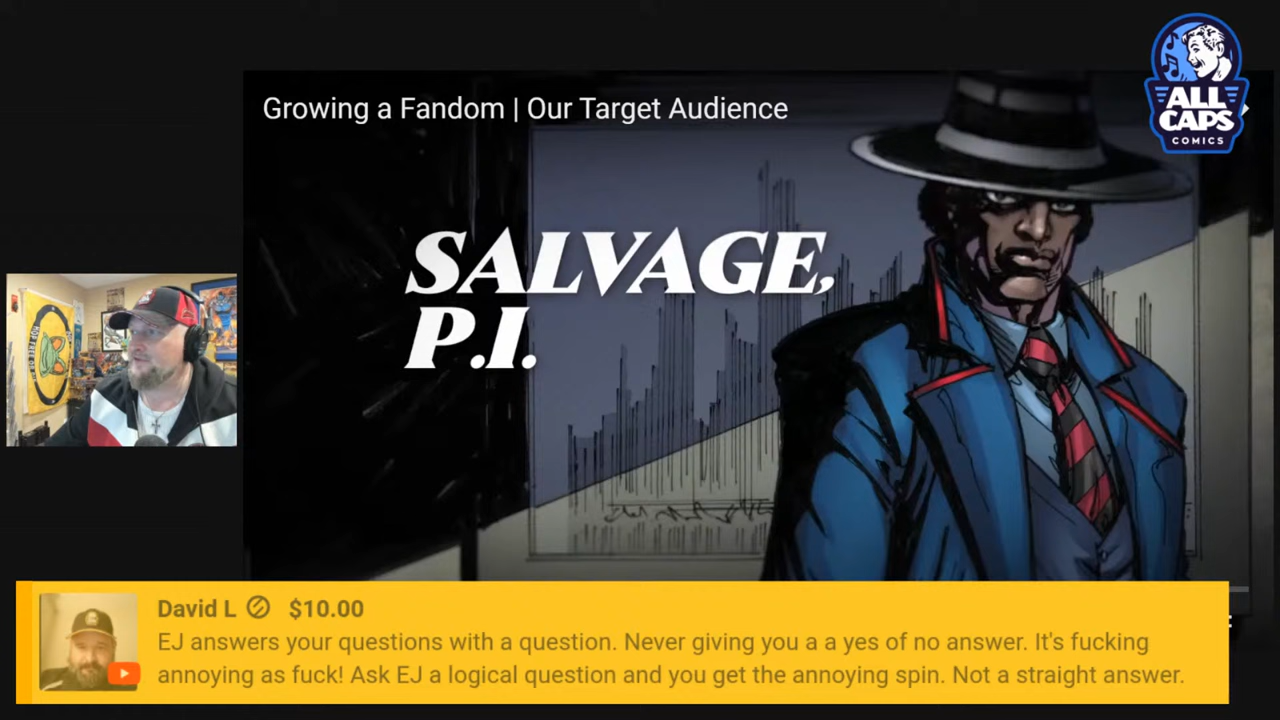 Growing a Fandom | Our Target Audience
ALL
CAPS
COMICS
SALVAGE,
P.I.
David L $10.00
EJ answers your questions with a question. Never giving you a a yes of no answer. It's fucking
annoying as fuck! Ask EJ a logical question and you get the annoying spin. Not a straight answer.